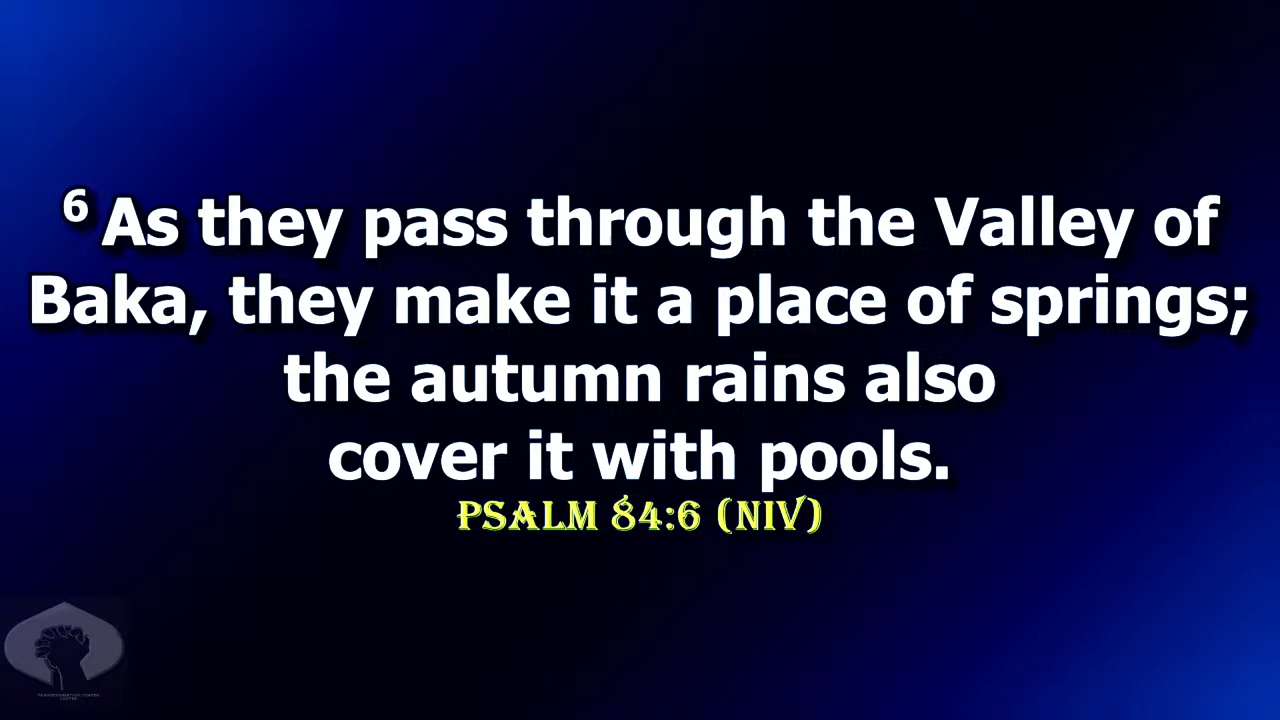 6 As they pass through the Valley of
Baka, they make it a place of springs;
the autumn rains also
cover it with pools.
PSALM 84:6 (NIV)